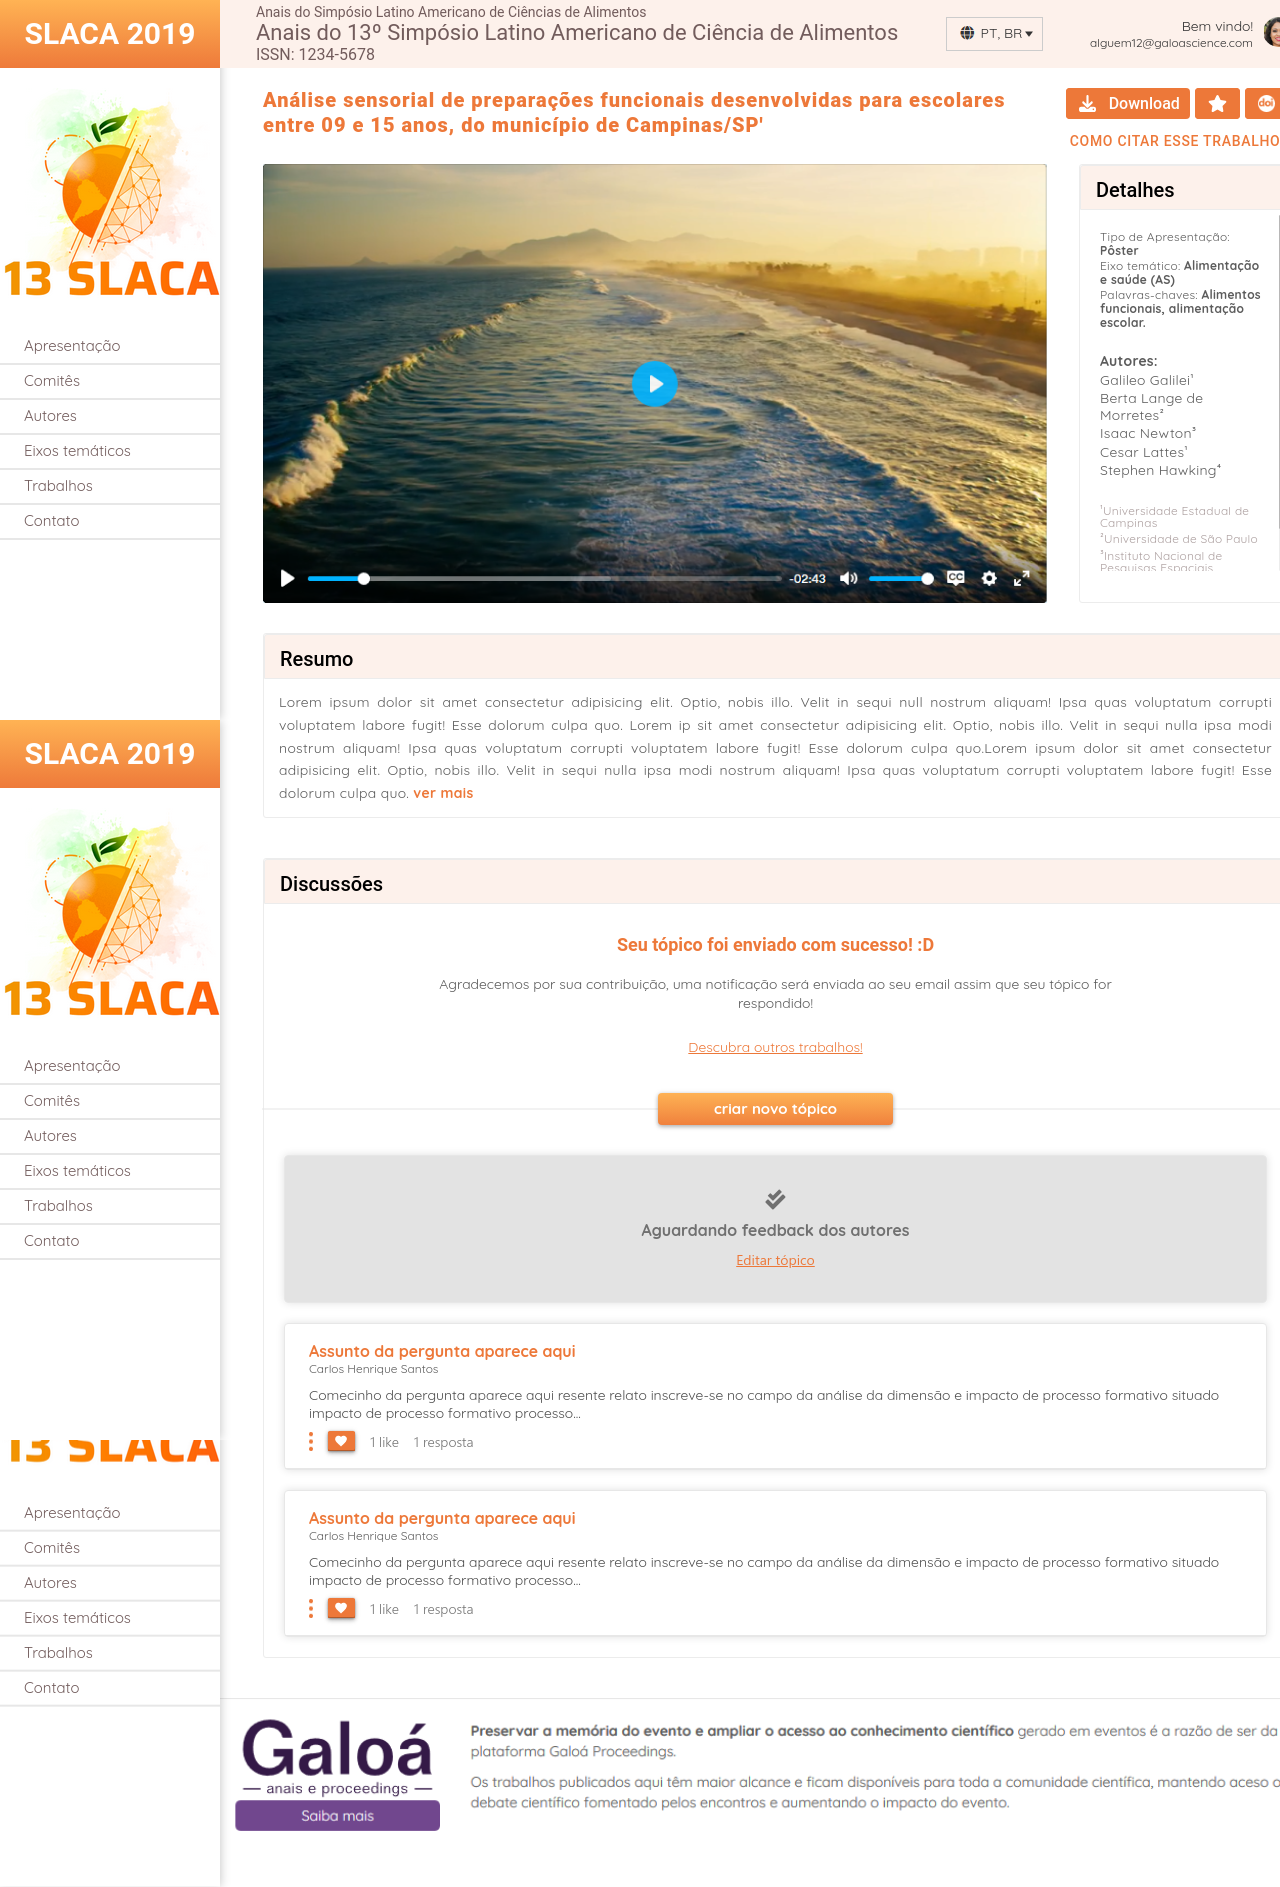 SLACA 2019
Anais do Simpósio Latino Americano de Ciências de Alimentos
Anais do 13º Simpósio Latino Americano de Ciência de Alimentos
ISSN: 1234-5678
PT, BR
Bem vindo!
alguem12@galoascience.com
13 SLACA
Apresentação
Comitês
Autores
Eixos temáticos
Trabalhos
Contato
Análise sensorial de preparações funcionais desenvolvidas para escolares
entre 09 e 15 anos, do município de Campinas/SP'
Download
doi
COMO CITAR ESSE TRABALHO
-02:43
CC
Detalhes
Tipo de Apresentação:
Pôster
Eixo temático: Alimentação
e saúde (AS)
Palavras-chaves: Alimentos
funcionais, alimentação
escolar.
Autores:
Galileo Galilei¹
Berta Lange de
Morretes²
Isaac Newton³
Cesar Lattes¹
Stephen Hawking⁴
¹Universidade Estadual de
Campinas
²Universidade de São Paulo
³Instituto Nacional de
Pesquisas Espaciais
Resumo
Lorem ipsum dolor sit amet consectetur adipisicing elit. Optio, nobis illo. Velit in sequi null nostrum aliquam! Ipsa quas voluptatum corrupti
voluptatem labore fugit! Esse dolorum culpa quo. Lorem ip sit amet consectetur adipisicing elit. Optio, nobis illo. Velit in sequi nulla ipsa modi
nostrum aliquam! Ipsa quas voluptatum corrupti voluptatem labore fugit! Esse dolorum culpa quo.Lorem ipsum dolor sit amet consectetur
adipisicing elit. Optio, nobis illo. Velit in sequi nulla ipsa modi nostrum aliquam! Ipsa quas voluptatum corrupti voluptatem labore fugit! Esse
dolorum culpa quo. ver mais
SLACA 2019
13 SLACA
Apresentação
Comitês
Autores
Eixos temáticos
Trabalhos
Contato
Discussões
Seu tópico foi enviado com sucesso! :D
Agradecemos por sua contribuição, uma notificação será enviada ao seu email assim que seu tópico for
respondido!
Descubra outros trabalhos!
criar novo tópico
Aguardando feedback dos autores
Editar tópico
Assunto da pergunta aparece aqui
Carlos Henrique Santos
Comecinho da pergunta aparece aqui resente relato inscreve-se no campo da análise da dimensão e impacto de processo formativo situado
impacto de processo formativo processo...
1 like 1 resposta
Assunto da pergunta aparece aqui
Carlos Henrique Santos
Comecinho da pergunta aparece aqui resente relato inscreve-se no campo da análise da dimensão e impacto de processo formativo situado
impacto de processo formativo processo...
1 like 1 resposta
13 SLACA
Apresentação
Comitês
Autores
Eixos temáticos
Trabalhos
Contato
Galoá
anais e proceedings
Saiba mais
Preservar a memória do evento e ampliar o acesso ao conhecimento científico gerado em eventos é a razão de ser da
plataforma Galoá Proceedings.
Os trabalhos publicados aqui têm maior alcance e ficam disponíveis para toda a comunidade científica, mantendo aceso o
debate científico fomentado pelos encontros e aumentando o impacto do evento.